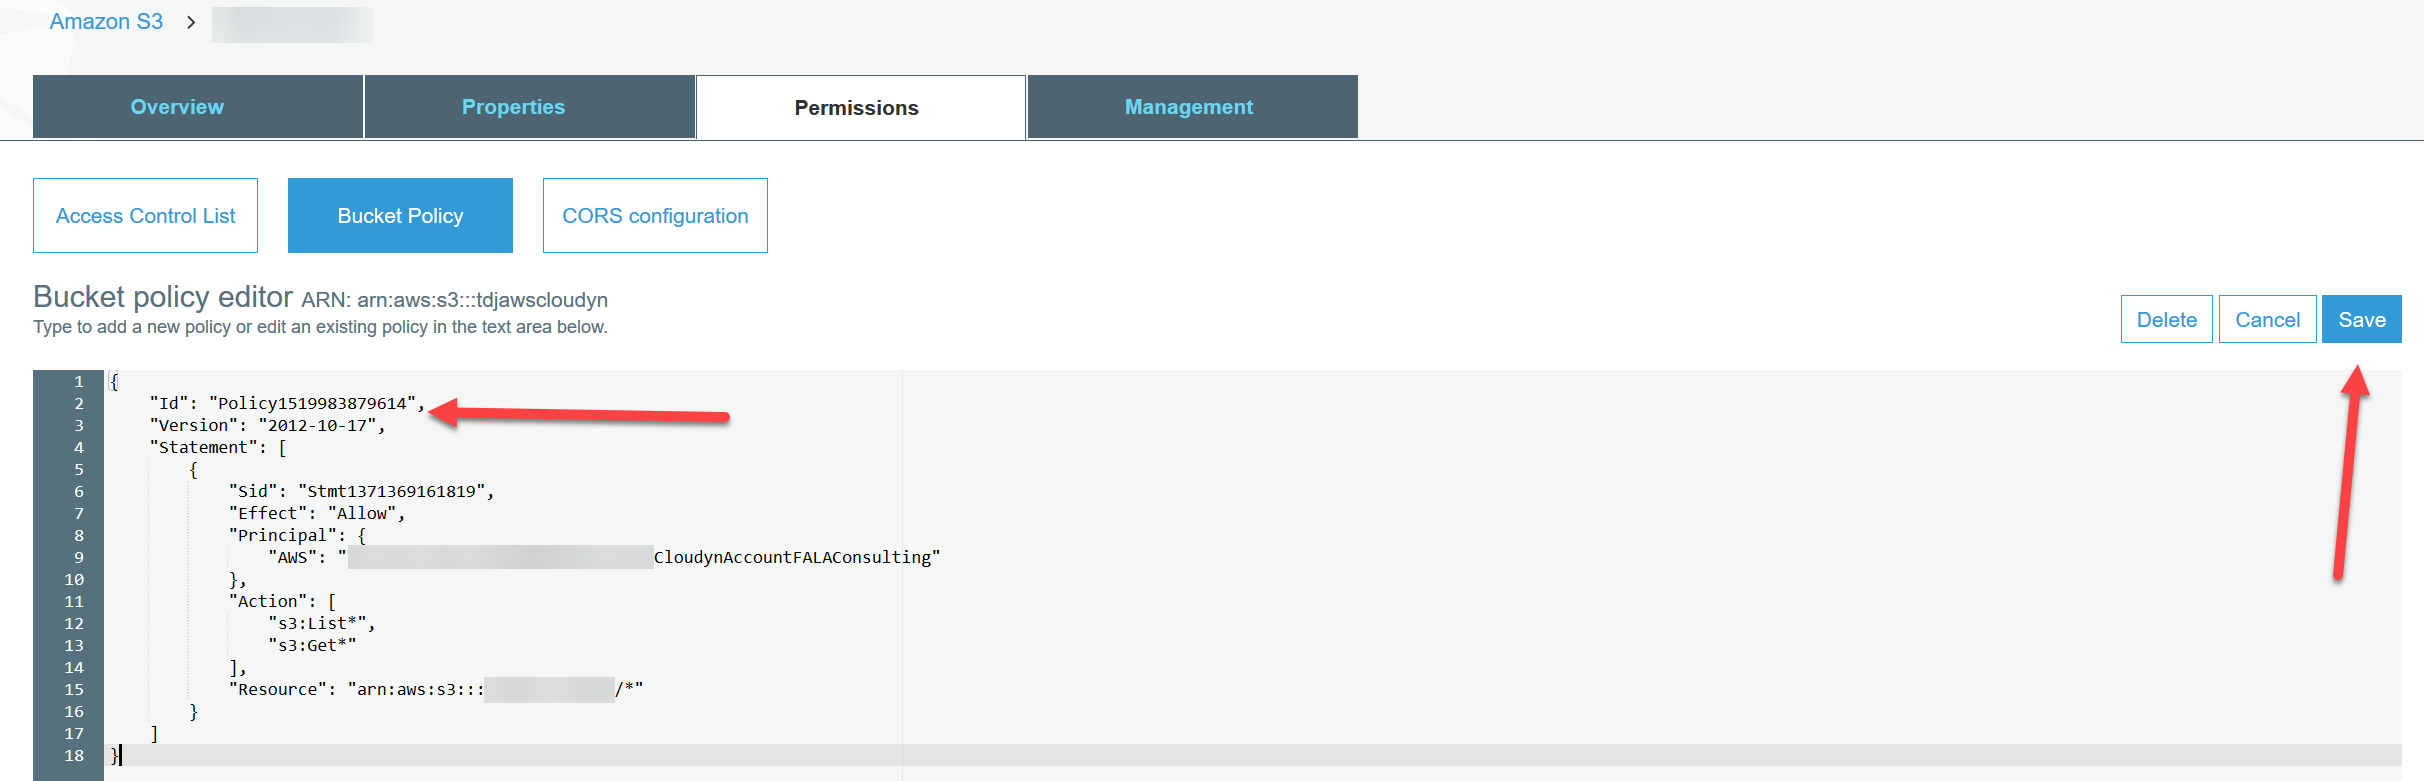 Amazon S3 >
Overview Properties Permissions Management
Access Control List Bucket Policy CORS configuration
Bucket policy editor ARN: arn:aws:s3:::tdjawscloudyn
Type to add a new policy or edit an existing policy in the text area below.
Delete Cancel Save
1 {
2 "Id": "Policy1519983879614",
3 "Version": "2012-10-17",
4 "Statement": [
5 {
6 "Sid": "Stmt1371369161819",
7 "Effect": "Allow",
8 "Principal": {
9 "AWS": " CloudynAccountFALAConsulting"
10 },
11 "Action": [
12 "s3:List*",
13 "s3:Get*"
14 ],
15 "Resource": "arn:aws:s3::: /*"
16 }
17 ]
18 }